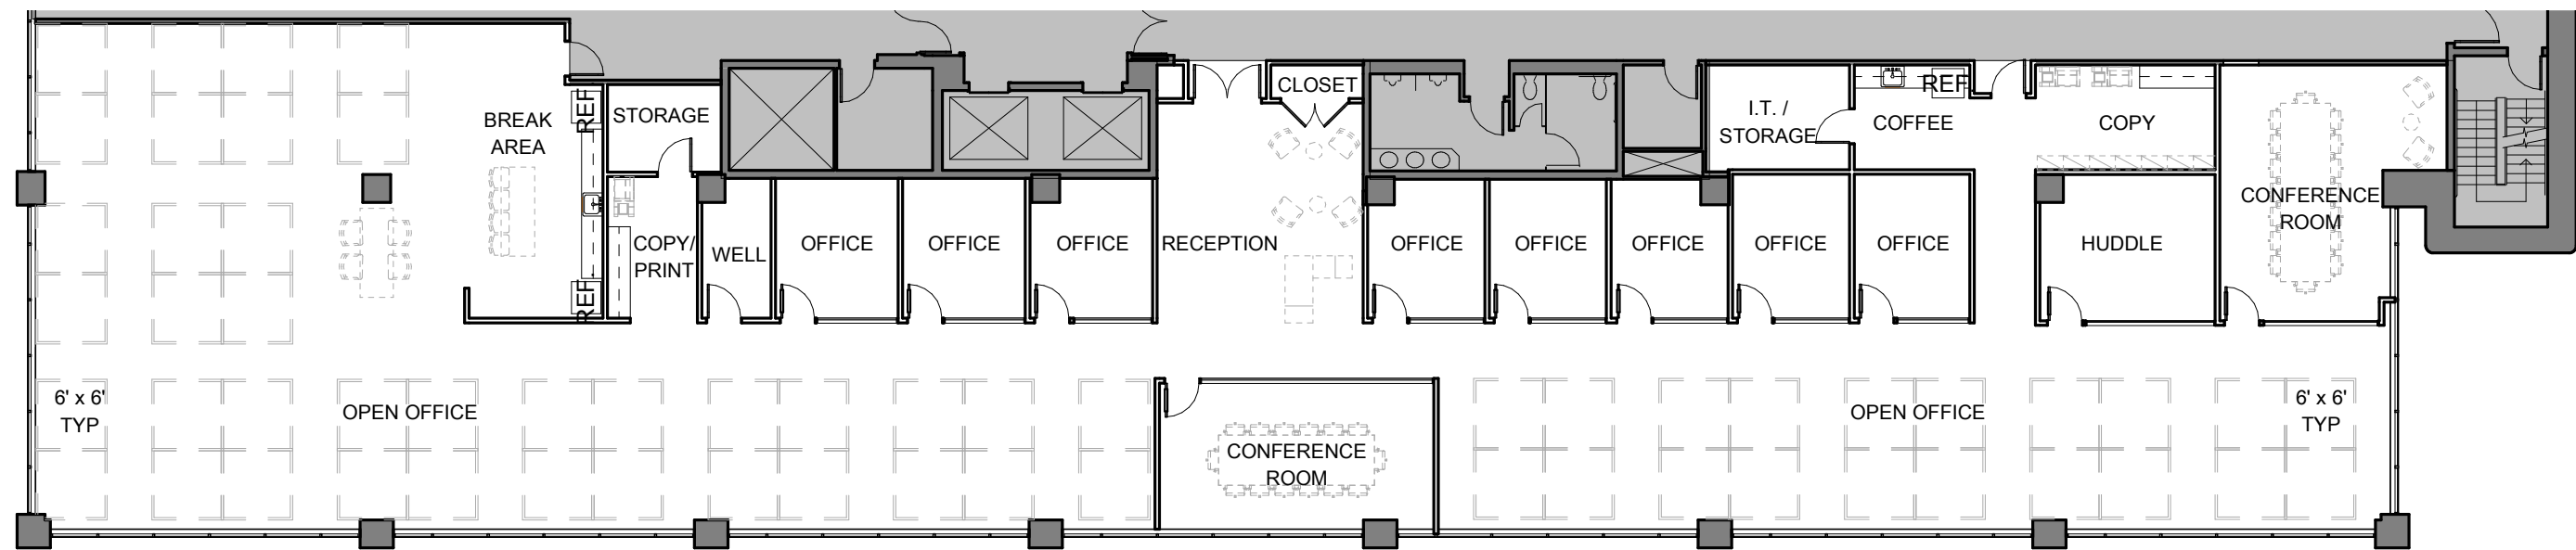 CLOSET
REF
BREAK
AREA
REF
STORAGE
I.T. /
STORAGE
COFFEE
COPY
CONFERENCE
ROOM
COPY/
PRINT
WELL
OFFICE
OFFICE
OFFICE
RECEPTION
OFFICE
OFFICE
OFFICE
OFFICE
OFFICE
HUDDLE
REF
6' x 6'
TYP
OPEN OFFICE
CONFERENCE
ROOM
OPEN OFFICE
6' x 6'
TYP